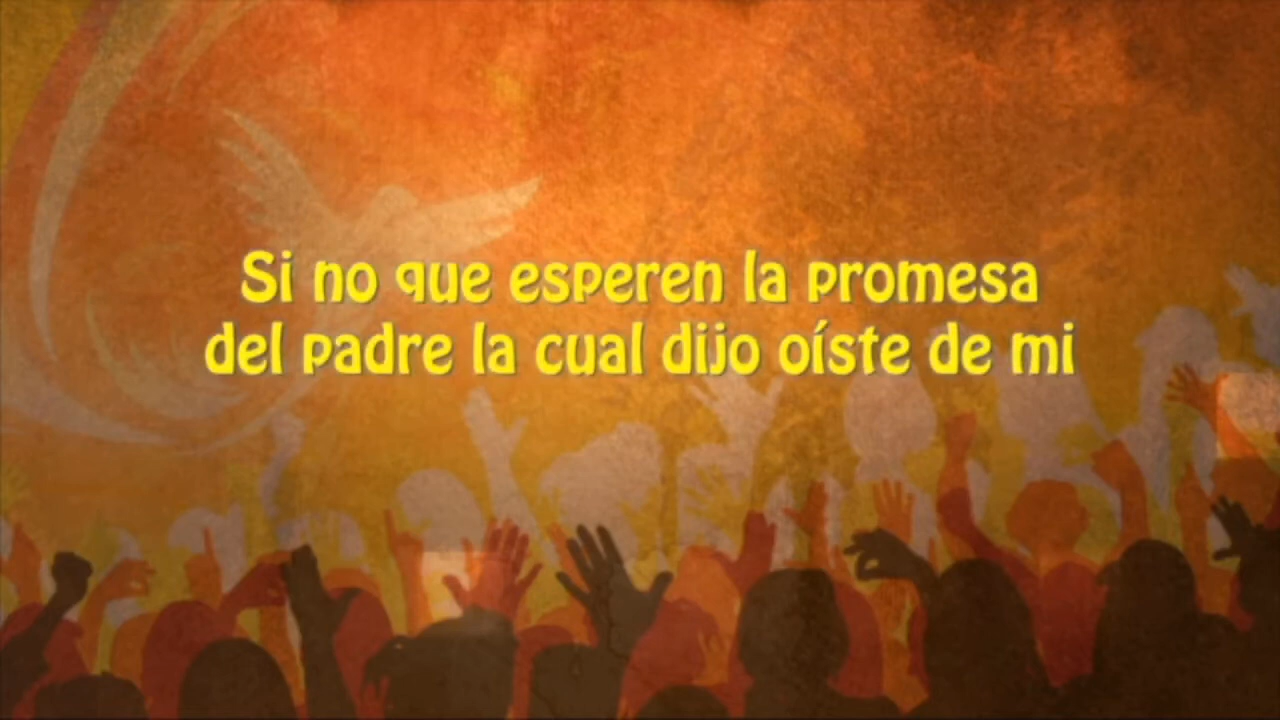 Si no que esperen la promesa
del padre la cual dijo oíste de mi